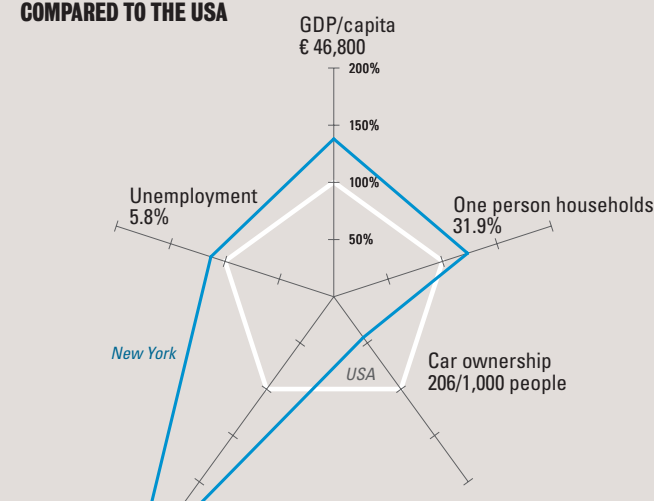 COMPARED TO THE USA
GDP/capita
€ 46,800
200%
150%
100%
50%
Unemployment
5.8%
One person households
31.9%
New York
USA
Car ownership
206/1,000 people